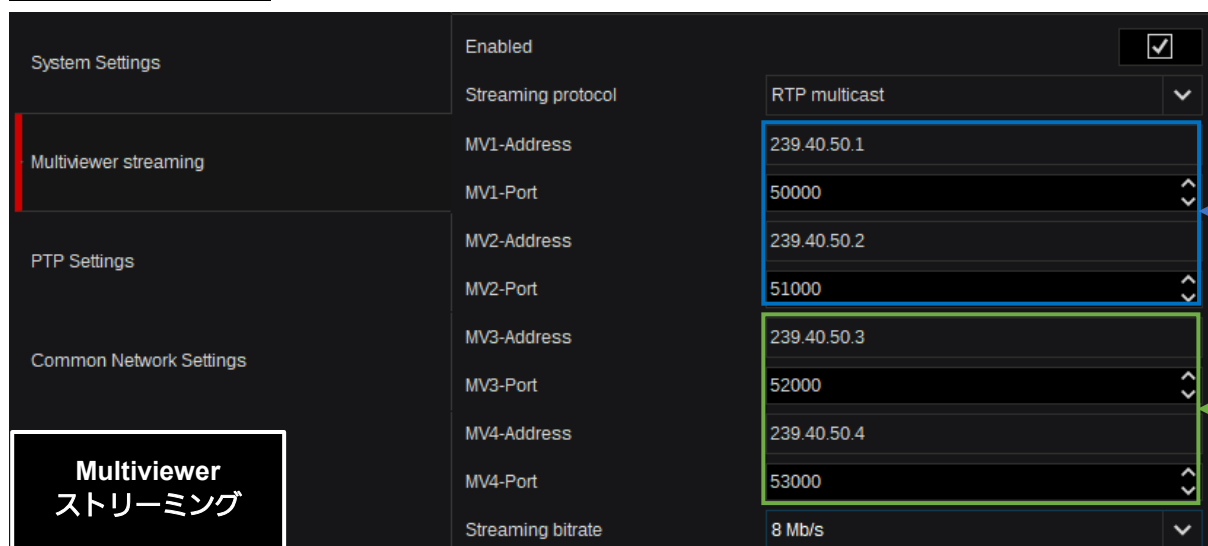 System Settings
Multiviewer streaming
PTP Settings
Common Network Settings
Multiviewer
ストリーミング
Enabled
Streaming protocol RTP multicast
MV1-Address 239.40.50.1
MV1-Port 50000
MV2-Address 239.40.50.2
MV2-Port 51000
MV3-Address 239.40.50.3
MV3-Port 52000
MV4-Address 239.40.50.4
MV4-Port 53000
Streaming bitrate 8 Mb/s